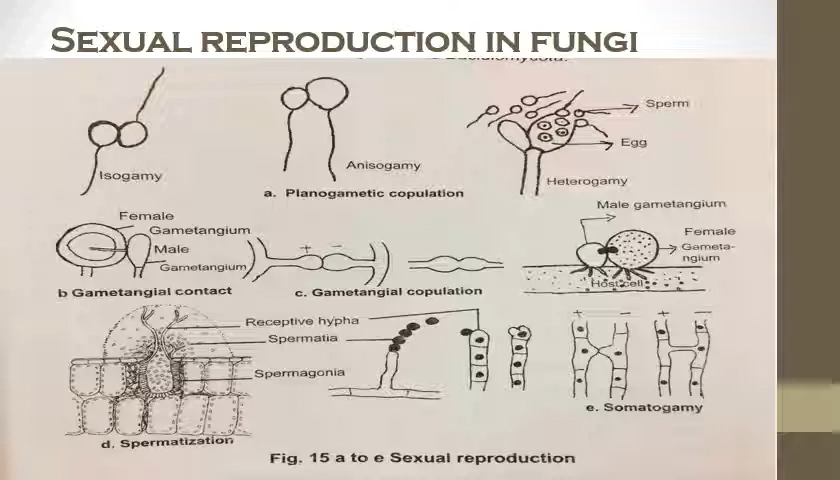 SEXUAL REPRODUCTION IN FUNGI
Sperm
Egg
Isogamy
Anisogamy
Heterogamy
a. Planogametic copulation
Male gametangium
Female
Gametangium
Male
Gametangium
Female
Gameta-
ngium
+ –
Host cell
b Gametangial contact
c. Gametangial copulation
Receptive hypha
Spermatia
Spermagonia
+ – + –
d. Spermatization
e. Somatogamy
Fig. 15 a to e Sexual reproduction